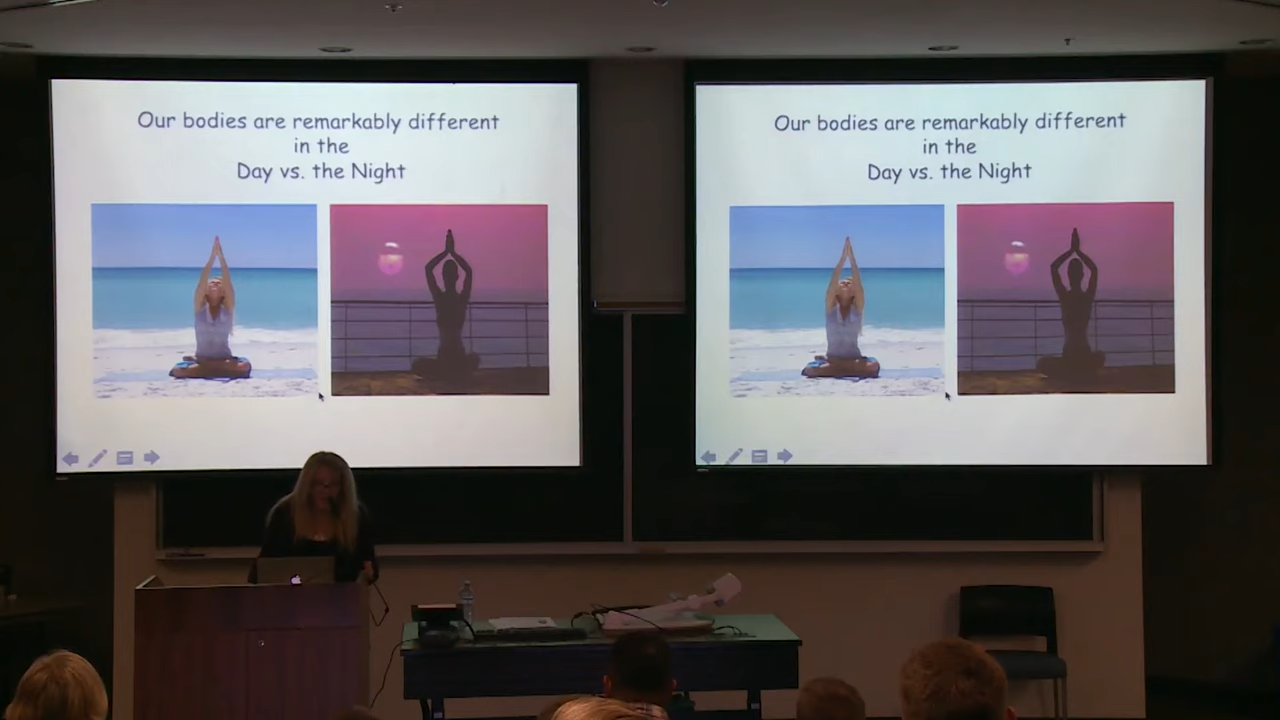 Our bodies are remarkably different
in the
Day vs. the Night
Our bodies are remarkably different
in the
Day vs. the Night